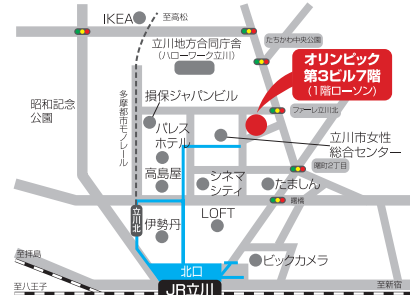 IKEA
至高松
立川地方合同庁舎
(ハローワーク立川)
たちかわ中央公園
オリンピック
第3ビル7階
(1階ローソン)
昭和記念
公園
多摩都市モノレール
損保ジャパンビル
ファーレ立川北
パレス
ホテル
立川市女性
総合センター
曙町2丁目
高島屋
シネマ
シティ
たましん
立川北
伊勢丹
LOFT
曙橋
ビックカメラ
至拝島
北口
至八王子
JR立川
至新宿